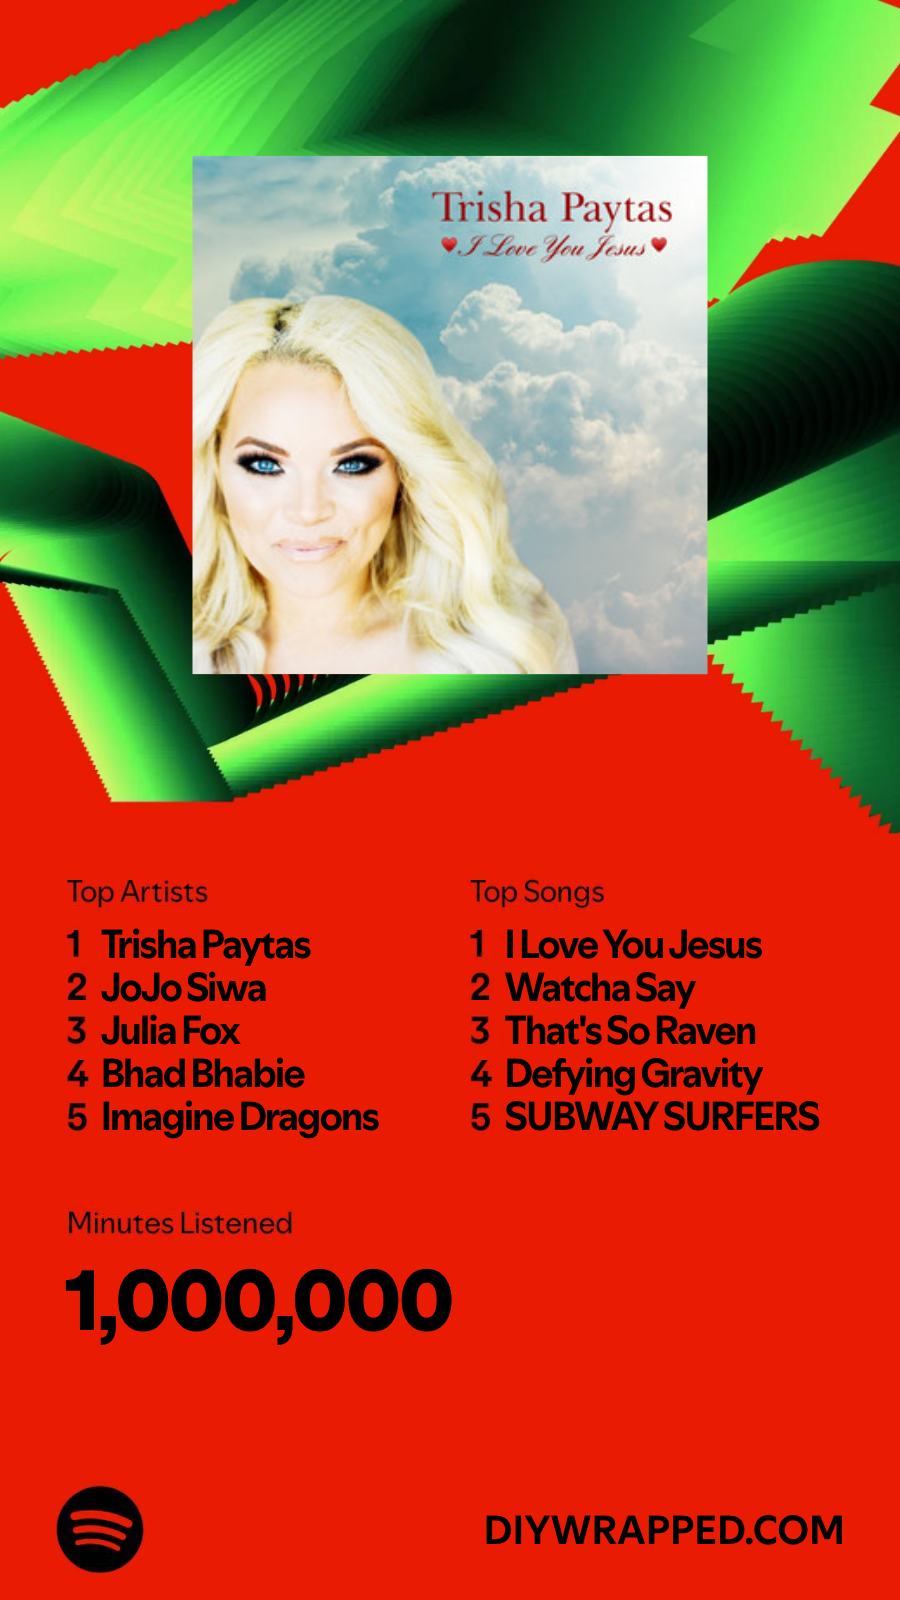 Trisha Paytas
I Love You Jesus
Top Artists
1 Trisha Paytas
2 JoJo Siwa
3 Julia Fox
4 Bhad Bhabie
5 Imagine Dragons
Top Songs
1 I Love You Jesus
2 Watcha Say
3 That's So Raven
4 Defying Gravity
5 SUBWAY SURFERS
Minutes Listened
1,000,000
DIYWRAPPED.COM